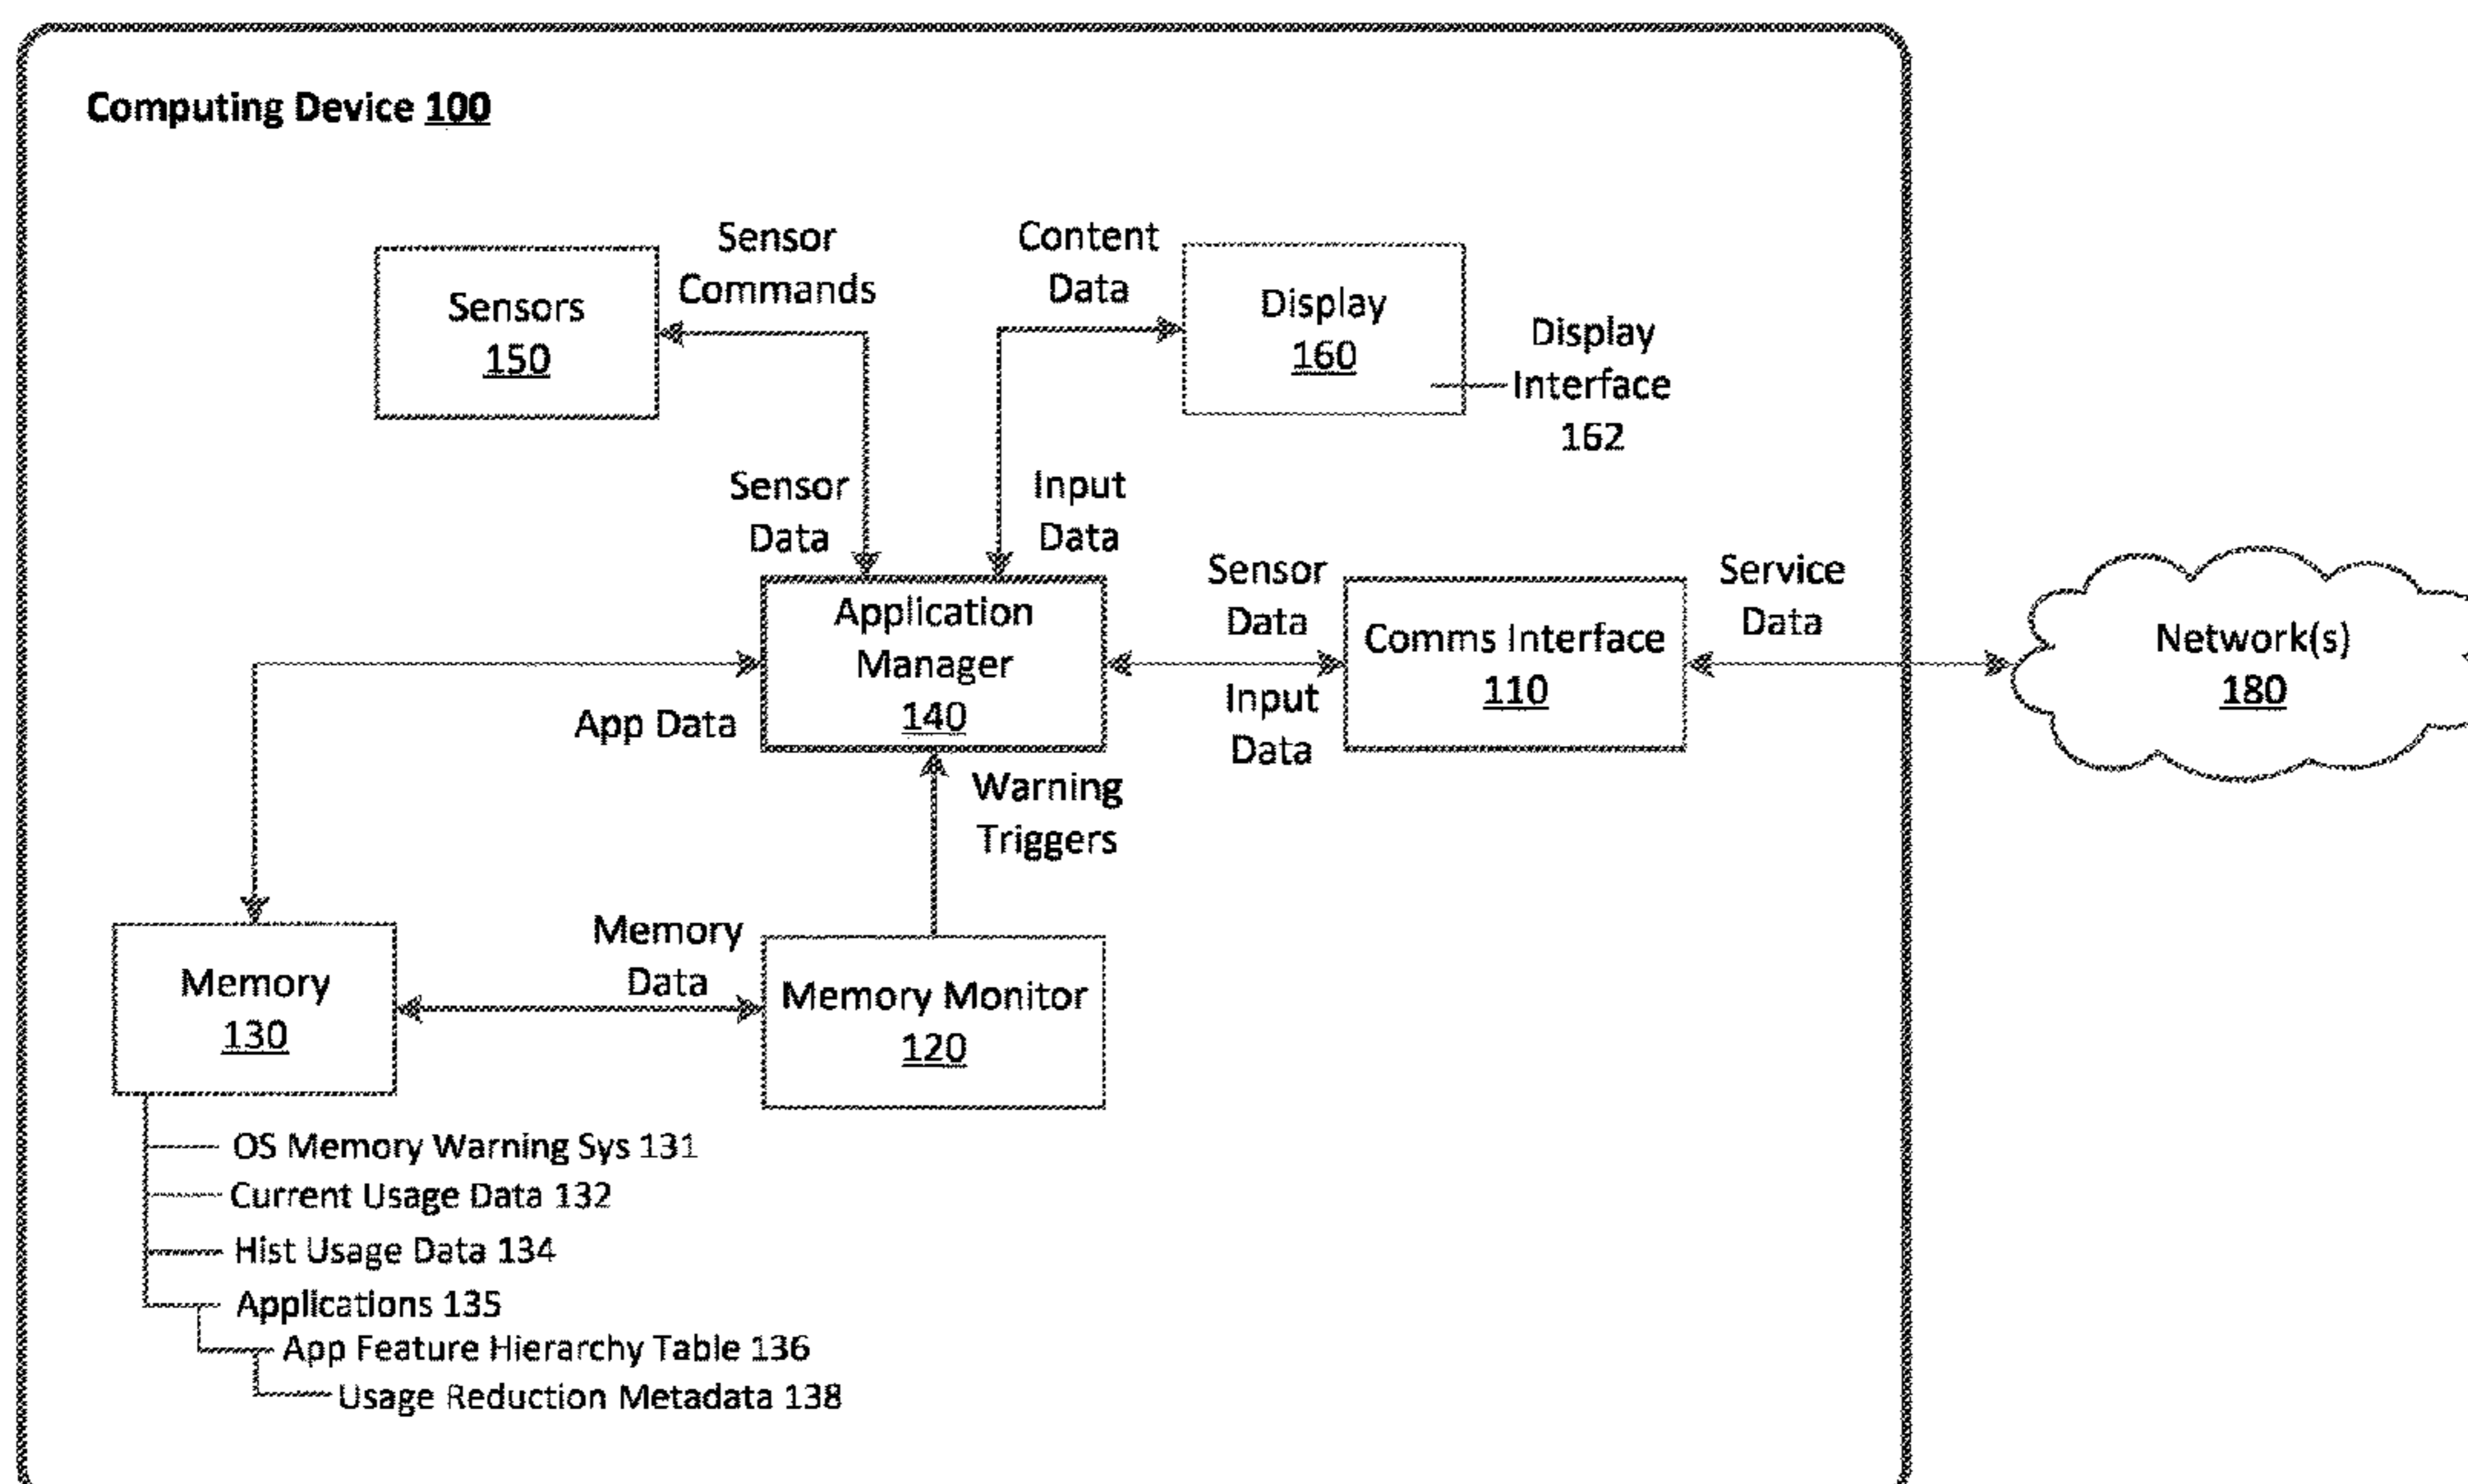 Computing Device 100
Sensors
150
Sensor
Commands
Content
Data
Display
160
Display
Interface
162
Sensor
Data
Input
Data
Application
Manager
140
Sensor
Data
Input
Data
Comms Interface
110
Service
Data
Network(s)
180
App Data
Warning
Triggers
Memory
130
Memory
Data
Memory Monitor
120
OS Memory Warning Sys 131
Current Usage Data 132
Hist Usage Data 134
Applications 135
App Feature Hierarchy Table 136
Usage Reduction Metadata 138